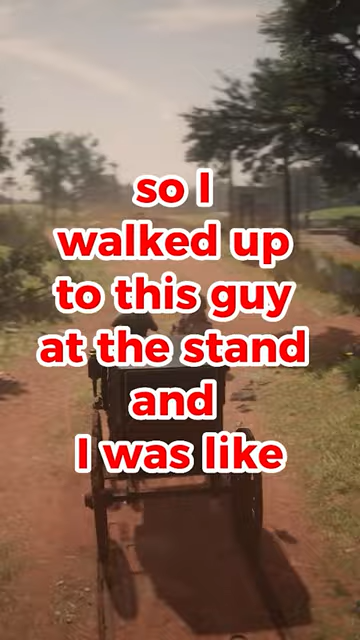 so I
walked up
to this guy
at the stand
and
I was like